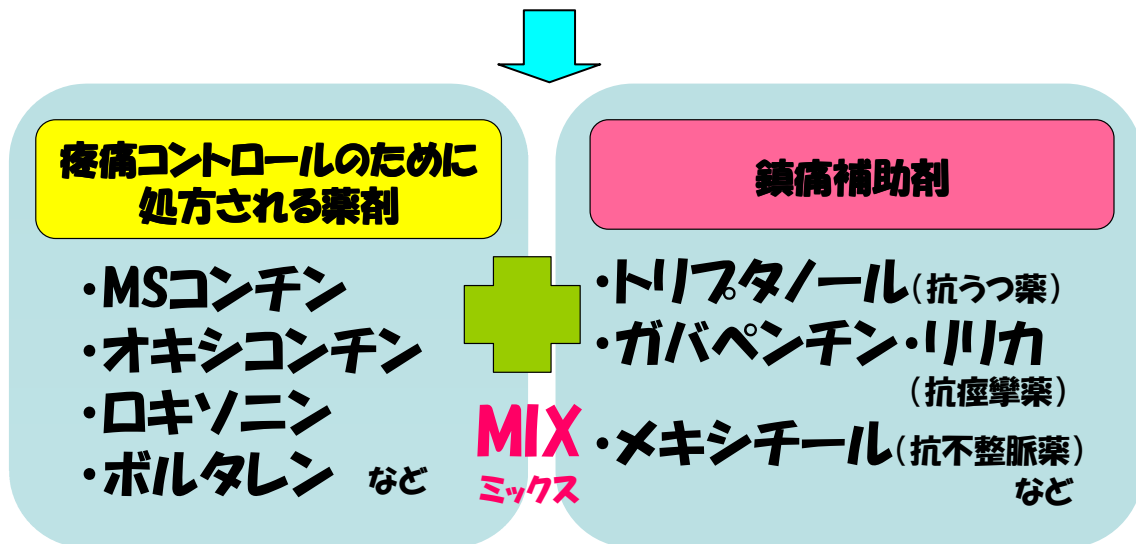 疼痛コントロールのために
処方される薬剤
・MSコンチン
・オキシコンチン
・ロキソニン
・ボルタレン など
MIX
ミックス
鎮痛補助剤
・トリプタノール(抗うつ薬)
・ガバペンチン・リリカ
(抗痙攣薬)
・メキシチール(抗不整脈薬)
など